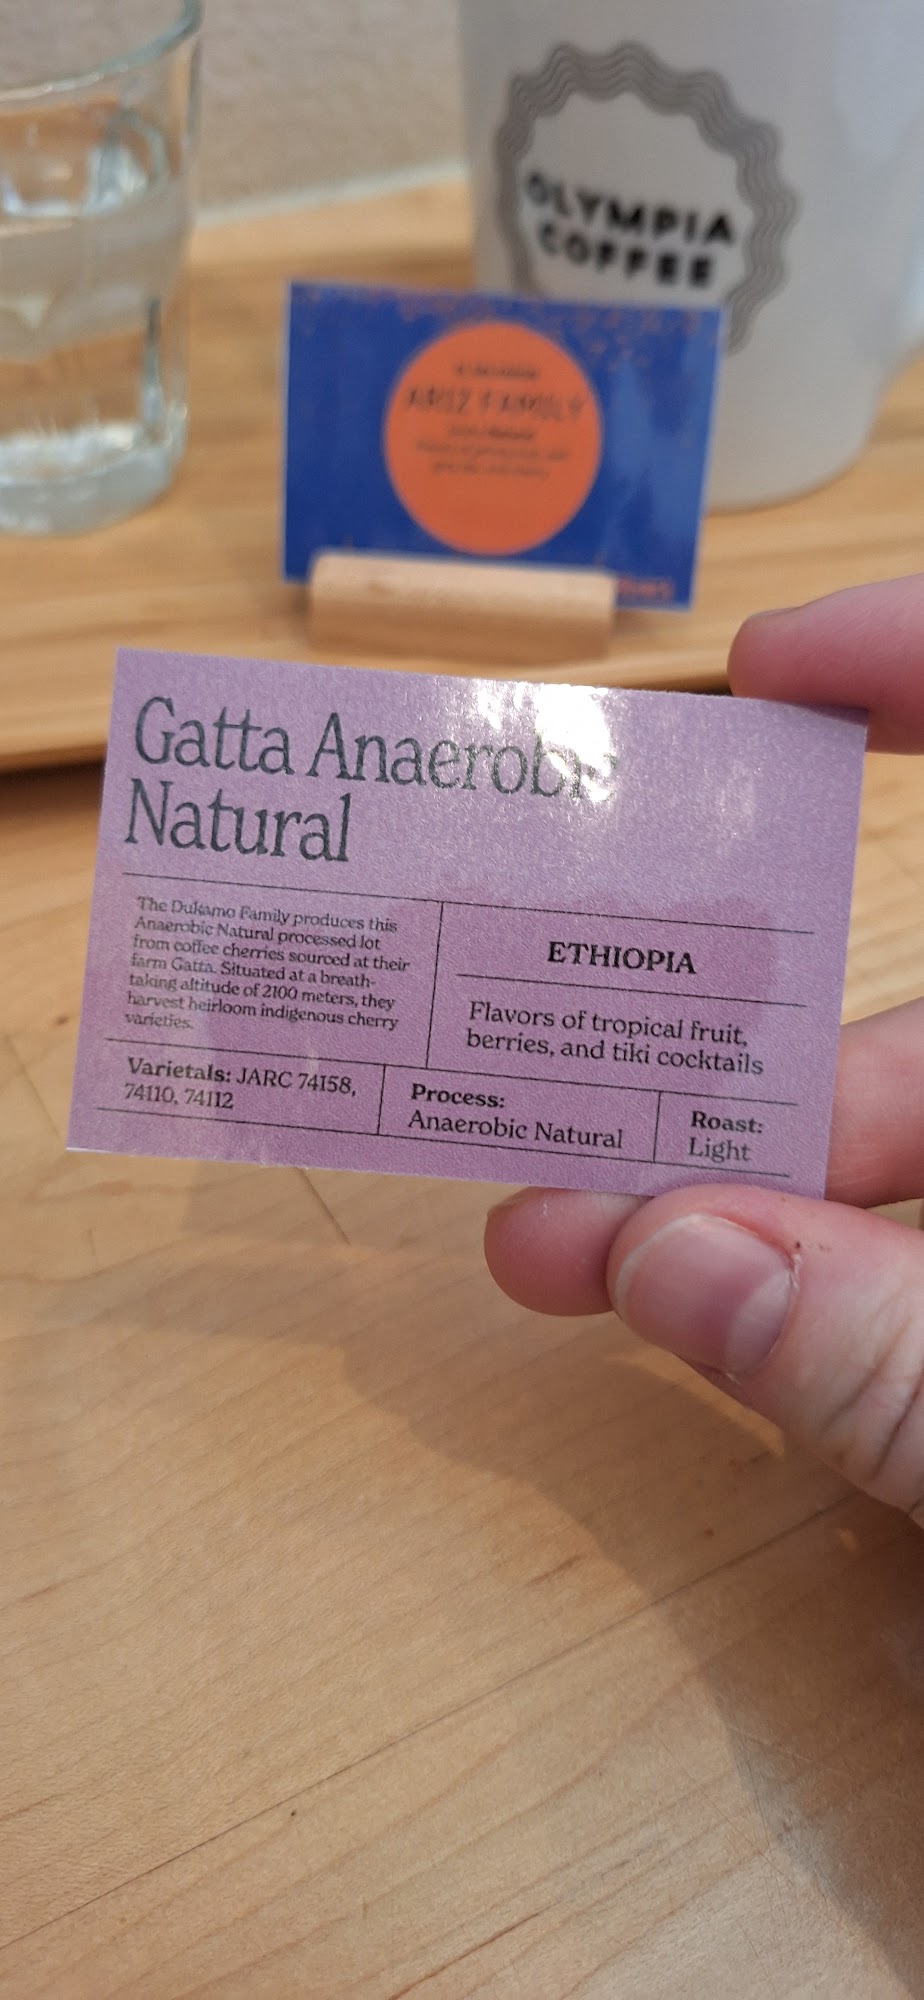 OLYMPIA
COFFEE
ARIZ FAMILY
Gatta Anaerobic
Natural
The Dukamo Family produces this
Anaerobic Natural processed lot
from coffee cherries sourced at their
farm Gatta. Situated at a breath-
taking altitude of 2100 meters, they
harvest heirloom indigenous cherry
varieties.
ETHIOPIA
Flavors of tropical fruit,
berries, and tiki cocktails
Varietals: JARC 74158,
74110, 74112
Process:
Anaerobic Natural
Roast:
Light